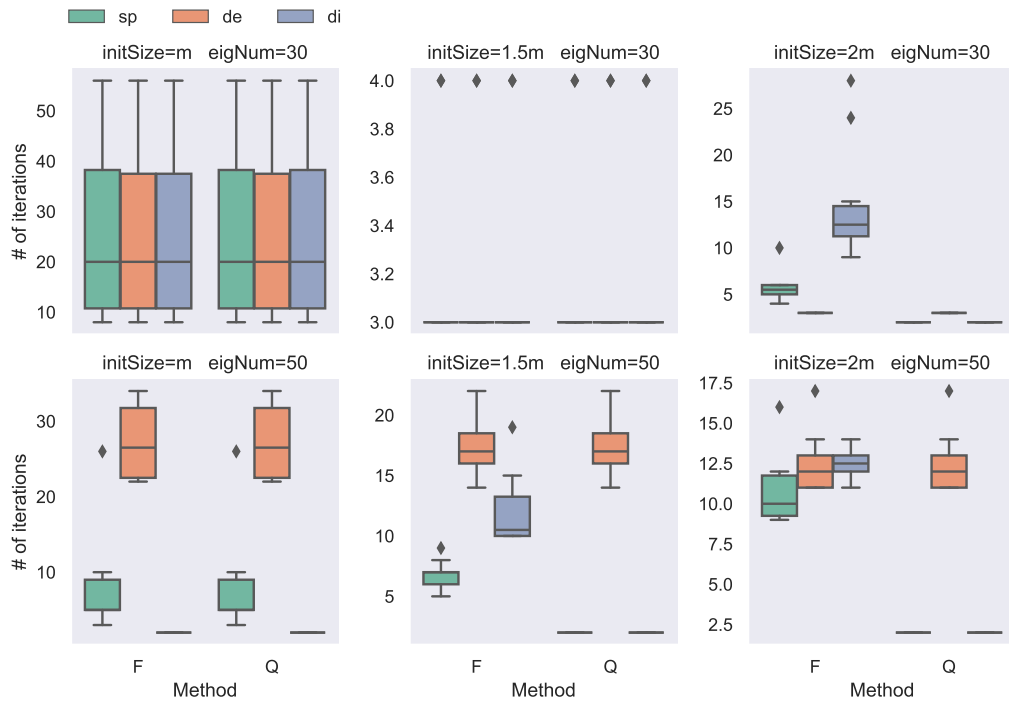 sp de di
initSize=m eigNum=30
50
40
30
20
10
# of iterions
initSize=1.5m eigNum=30
4.0
3.8
3.6
3.4
3.2
3.0
initSize=2m eigNum=30
25
20
15
10
5
initSize=m eigNum=50
30
20
10
# of iterions
F Q
Method
initSize=1.5m eigNum=50
20
15
10
5
F Q
Method
initSize=2m eigNum=50
17.5
15.0
12.5
10.0
7.5
5.0
2.5
F Q
Method